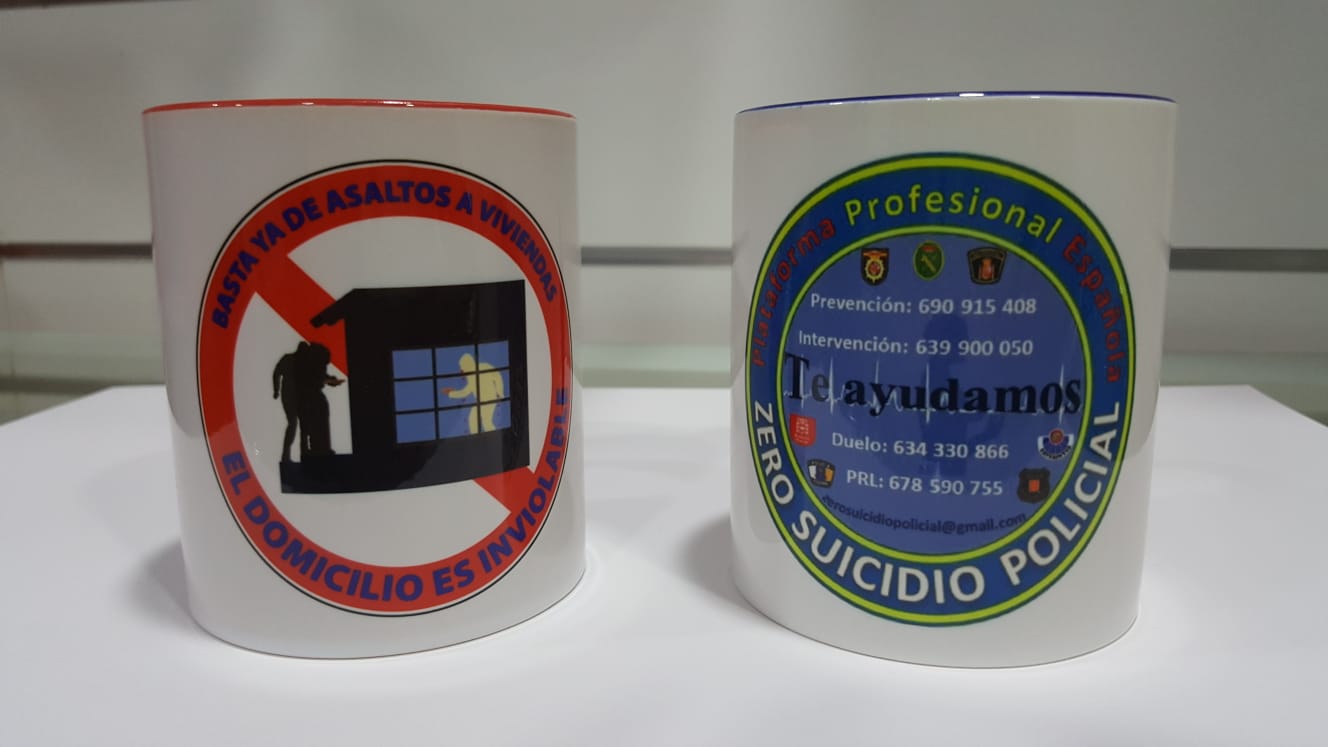 BASTA YA DE ASALTOS A VIVIENDAS
EL DOMICILIO ES INVIOLABLE
Plataforma Profesional Española
Prevención: 690 915 408
Intervención: 639 900 050
Te ayudamos
Duelo: 634 330 866
PRL: 678 590 755
zerosuicidiopolicial@gmail.com
ZERO SUICIDIO POLICIAL